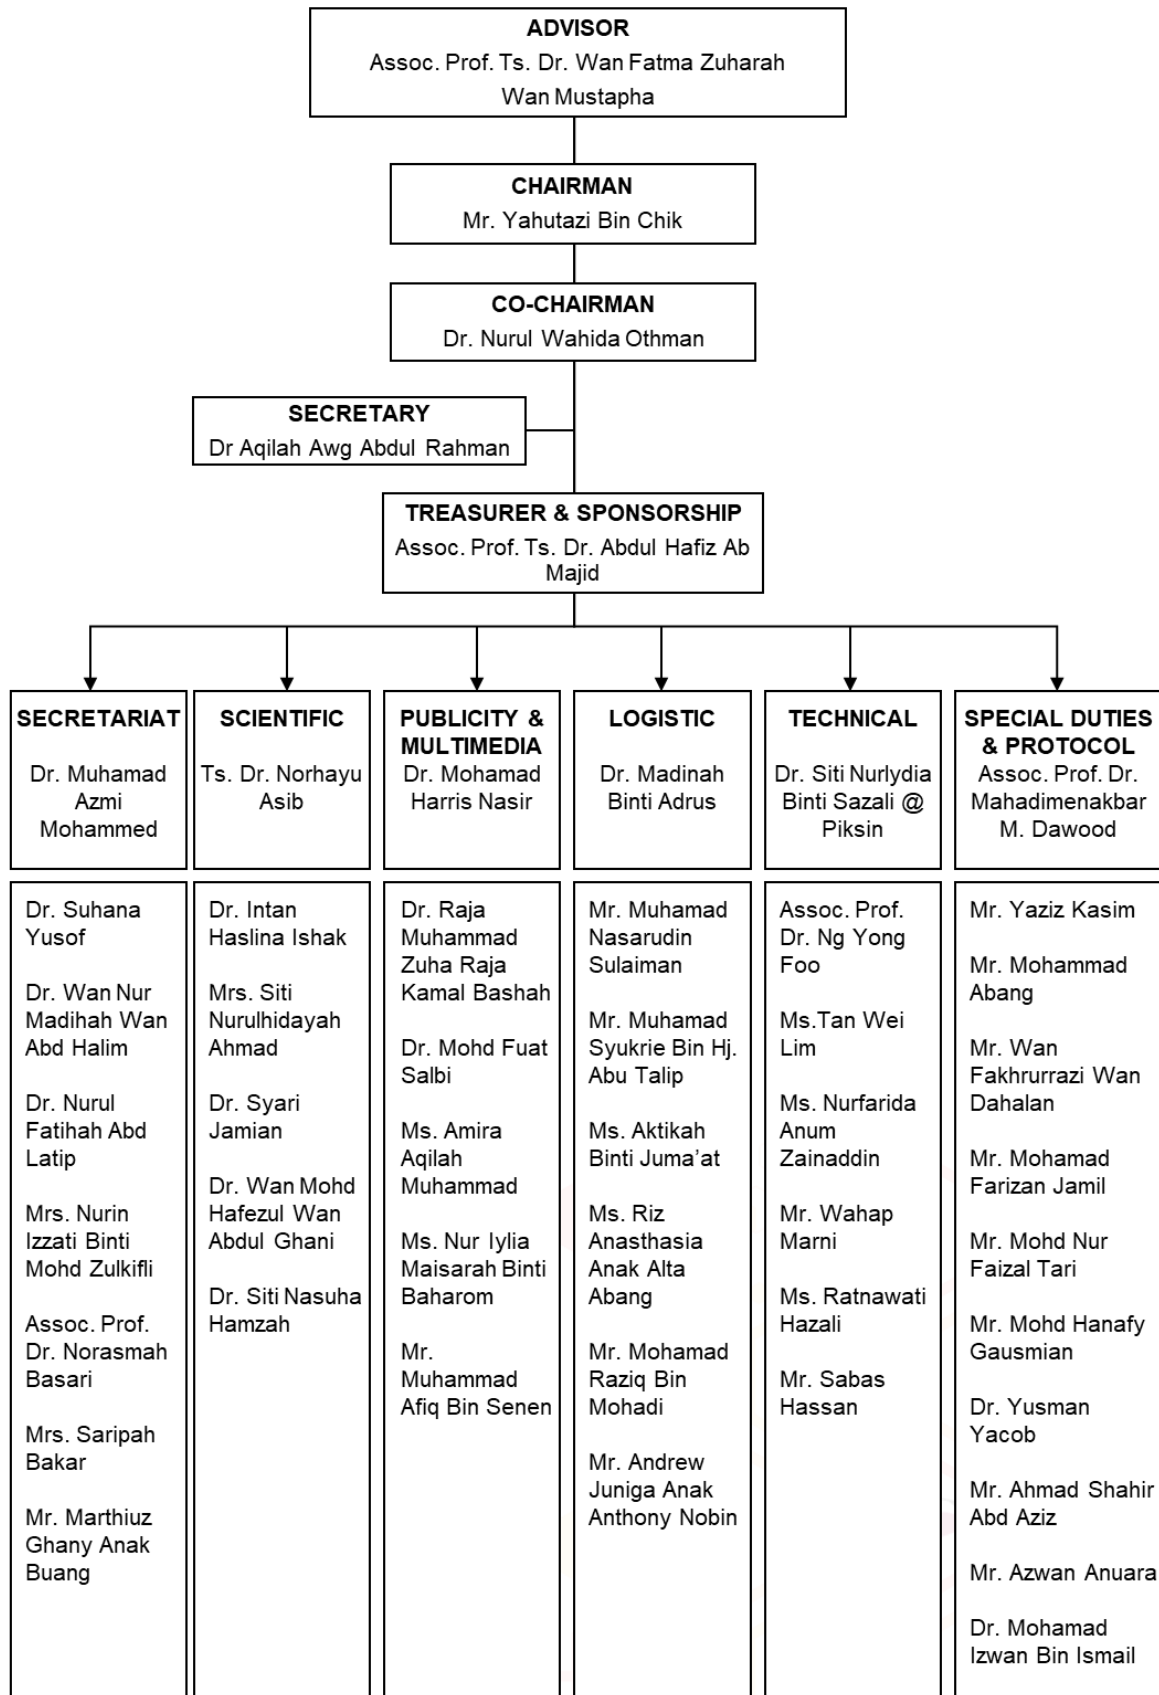 ADVISOR
Assoc. Prof. Ts. Dr. Wan Fatma Zuharah
Wan Mustapha
CHAIRMAN
Mr. Yahutazi Bin Chik
CO-CHAIRMAN
Dr. Nurul Wahida Othman
SECRETARY
Dr Aqilah Awg Abdul Rahman
TREASURER & SPONSORSHIP
Assoc. Prof. Ts. Dr. Abdul Hafiz Ab
Majid
SECRETARIAT
Dr. Muhamad
Azmi
Mohammed
SCIENTIFIC
Ts. Dr. Norhayu
Asib
PUBLICITY &
MULTIMEDIA
Dr. Mohamad
Harris Nasir
LOGISTIC
Dr. Madinah
Binti Adrus
TECHNICAL
Dr. Siti Nurlydia
Binti Sazali @
Piksin
SPECIAL DUTIES
& PROTOCOL
Assoc. Prof. Dr.
Mahadimenakbar
M. Dawood
Dr. Suhana
Yusof
Dr. Wan Nur
Madihah Wan
Abd Halim
Dr. Nurul
Fatihah Abd
Latip
Mrs. Nurin
Izzati Binti
Mohd Zulkifli
Assoc. Prof.
Dr. Norasmah
Basari
Mrs. Saripah
Bakar
Mr. Marthiuz
Ghany Anak
Buang
Dr. Intan
Haslina Ishak
Mrs. Siti
Nurulhidayah
Ahmad
Dr. Syari
Jamian
Dr. Wan Mohd
Hafezul Wan
Abdul Ghani
Dr. Siti Nasuha
Hamzah
Dr. Raja
Muhammad
Zuha Raja
Kamal Bashah
Dr. Mohd Fuat
Salbi
Ms. Amira
Aqilah
Muhammad
Ms. Nur Iylia
Maisarah Binti
Baharom
Mr.
Muhammad
Afiq Bin Senen
Mr. Muhamad
Nasarudin
Sulaiman
Mr. Muhamad
Syukrie Bin Hj.
Abu Talip
Ms. Aktikah
Binti Juma’at
Ms. Riz
Anasthasia
Anak Alta
Abang
Mr. Mohamad
Raziq Bin
Mohadi
Mr. Andrew
Juniga Anak
Anthony Nobin
Assoc. Prof.
Dr. Ng Yong
Foo
Ms.Tan Wei
Lim
Ms. Nurfarida
Anum
Zainaddin
Mr. Wahap
Marni
Ms. Ratnawati
Hazali
Mr. Sabas
Hassan
Mr. Yaziz Kasim
Mr. Mohammad
Abang
Mr. Wan
Fakhrurrazi Wan
Dahalan
Mr. Mohamad
Farizan Jamil
Mr. Mohd Nur
Faizal Tari
Mr. Mohd Hanafy
Gausmian
Dr. Yusman
Yacob
Mr. Ahmad Shahir
Abd Aziz
Mr. Azwan Anuara
Dr. Mohamad
Izwan Bin Ismail